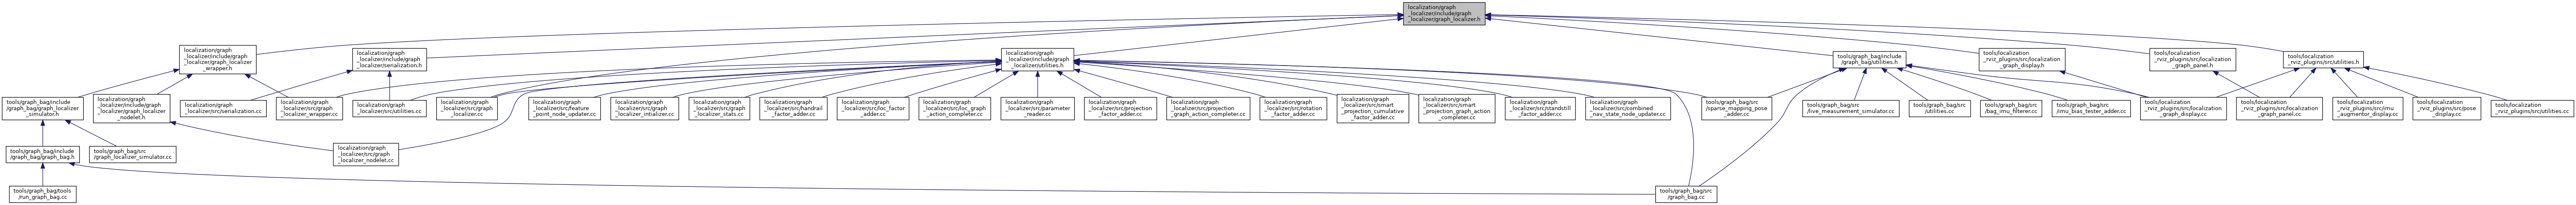 localization/graph
_localizer/include/graph
_localizer/graph_localizer.h
localization/graph
_localizer/include/graph
_localizer/graph_localizer
_wrapper.h
localization/graph
_localizer/include/graph
_localizer/serialization.h
localization/graph
_localizer/include/graph
_localizer/utilities.h
tools/graph_bag/include
/graph_bag/utilities.h
tools/localization
_rviz_plugins/src/localization
_graph_display.h
tools/localization
_rviz_plugins/src/localization
_graph_panel.h
tools/localization
_rviz_plugins/src/utilities.h
tools/graph_bag/include
/graph_bag/graph_localizer
_simulator.h
localization/graph
_localizer/include/graph
_localizer/graph_localizer
_nodelet.h
localization/graph
_localizer/src/serialization.cc
localization/graph
_localizer/src/graph
_localizer_wrapper.cc
localization/graph
_localizer/src/utilities.cc
localization/graph
_localizer/src/graph
_localizer.cc
localization/graph
_localizer/src/feature
_point_node_updater.cc
localization/graph
_localizer/src/graph
_localizer_intializer.cc
localization/graph
_localizer/src/graph
_localizer_stats.cc
localization/graph
_localizer/src/handrail
_factor_adder.cc
localization/graph
_localizer/src/loc_factor
_adder.cc
localization/graph
_localizer/src/loc_graph
_action_completer.cc
localization/graph
_localizer/src/parameter
_reader.cc
localization/graph
_localizer/src/projection
_factor_adder.cc
localization/graph
_localizer/src/projection
_graph_action_completer.cc
localization/graph
_localizer/src/rotation
_factor_adder.cc
localization/graph
_localizer/src/smart
_projection_cumulative
_factor_adder.cc
localization/graph
_localizer/src/smart
_projection_graph_action
_completer.cc
localization/graph
_localizer/src/standstill
_factor_adder.cc
localization/graph
_localizer/src/combined
_nav_state_node_updater.cc
tools/graph_bag/src
/sparse_mapping_pose
_adder.cc
tools/graph_bag/src
/live_measurement_simulator.cc
tools/graph_bag/src
/utilities.cc
tools/graph_bag/src
/bag_imu_filterer.cc
tools/graph_bag/src
/imu_bias_tester_adder.cc
tools/localization
_rviz_plugins/src/localization
_graph_display.cc
tools/localization
_rviz_plugins/src/localization
_graph_panel.cc
tools/localization
_rviz_plugins/src/imu
_augmentor_display.cc
tools/localization
_rviz_plugins/src/pose
_display.cc
tools/localization
_rviz_plugins/src/utilities.cc
tools/graph_bag/include
/graph_bag/graph_bag.h
tools/graph_bag/src
/graph_localizer_simulator.cc
localization/graph
_localizer/src/graph
_localizer_nodelet.cc
tools/graph_bag/tools
/run_graph_bag.cc
tools/graph_bag/src
/graph_bag.cc